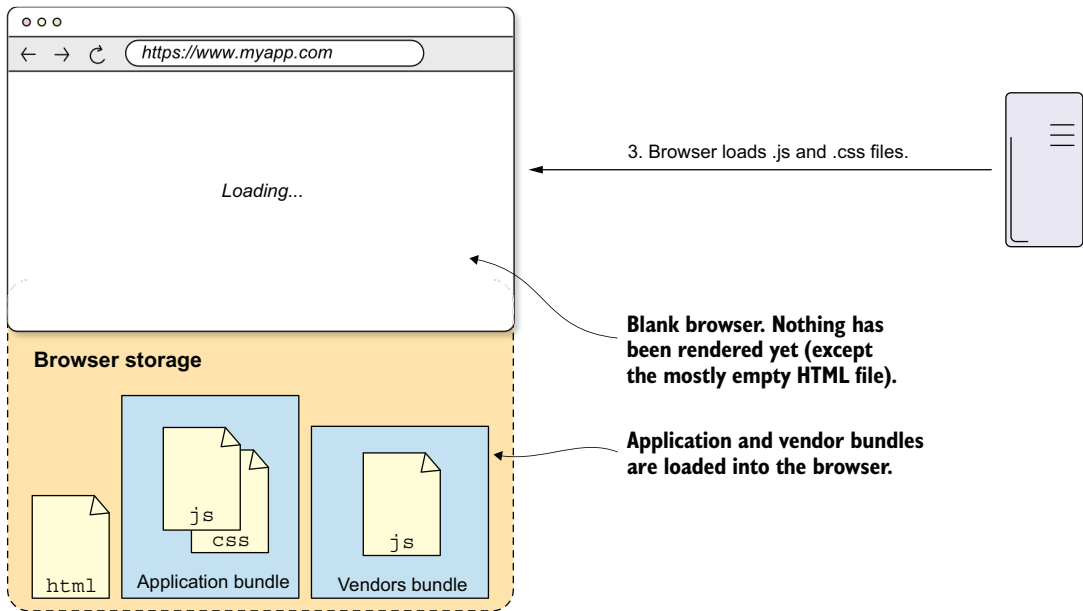 https://www.myapp.com
3. Browser loads .js and .css files.
Loading...
Blank browser. Nothing has
been rendered yet (except
the mostly empty HTML file).
Browser storage
Application and vendor bundles
are loaded into the browser.
js
css
js
html
Application bundle
Vendors bundle